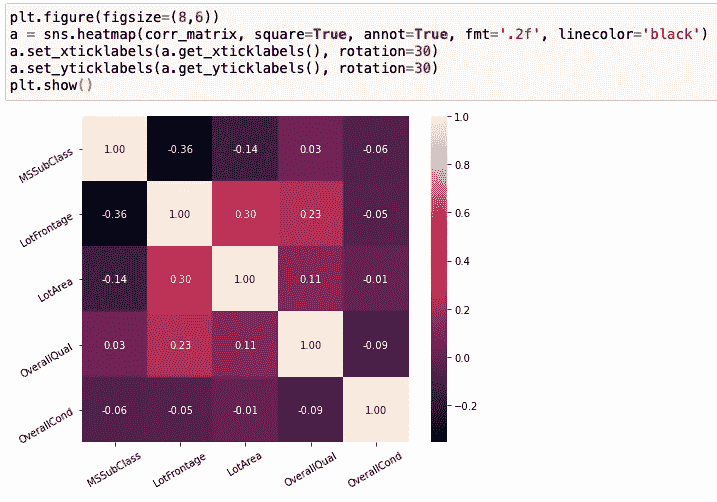 plt.figure(figsize=(8,6))
a = sns.heatmap(corr_matrix, square=True, annot=True, fmt='.2f', linecolor='black')
a.set_xticklabels(a.get_xticklabels(), rotation=30)
a.set_yticklabels(a.get_yticklabels(), rotation=30)
plt.show()
MSSubClass 1.00 -0.36 -0.14 0.03 -0.06
LotFrontage -0.36 1.00 0.30 0.23 -0.05
LotArea -0.14 0.30 1.00 0.11 -0.01
OverallQual 0.03 0.23 0.11 1.00 -0.09
OverallCond -0.06 -0.05 -0.01 -0.09 1.00
MSSubClass LotFrontage LotArea OverallQual OverallCond
1.0
0.8
0.6
0.4
0.2
0.0
−0.2